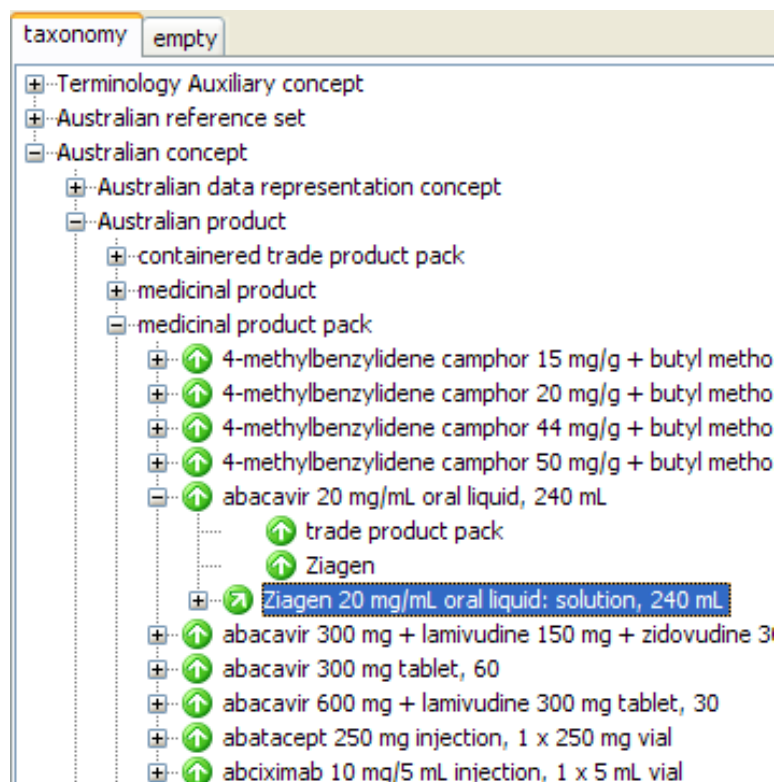 taxonomy empty
Terminology Auxiliary concept
Australian reference set
Australian concept
Australian data representation concept
Australian product
containered trade product pack
medicinal product
medicinal product pack
4-methylbenzylidene camphor 15 mg/g + butyl metho
4-methylbenzylidene camphor 20 mg/g + butyl metho
4-methylbenzylidene camphor 44 mg/g + butyl metho
4-methylbenzylidene camphor 50 mg/g + butyl metho
abacavir 20 mg/mL oral liquid, 240 mL
trade product pack
Ziagen
Ziagen 20 mg/mL oral liquid: solution, 240 mL
abacavir 300 mg + lamivudine 150 mg + zidovudine 3
abacavir 300 mg tablet, 60
abacavir 600 mg + lamivudine 300 mg tablet, 30
abatacept 250 mg injection, 1 x 250 mg vial
abciximab 10 mg/5 mL injection, 1 x 5 mL vial